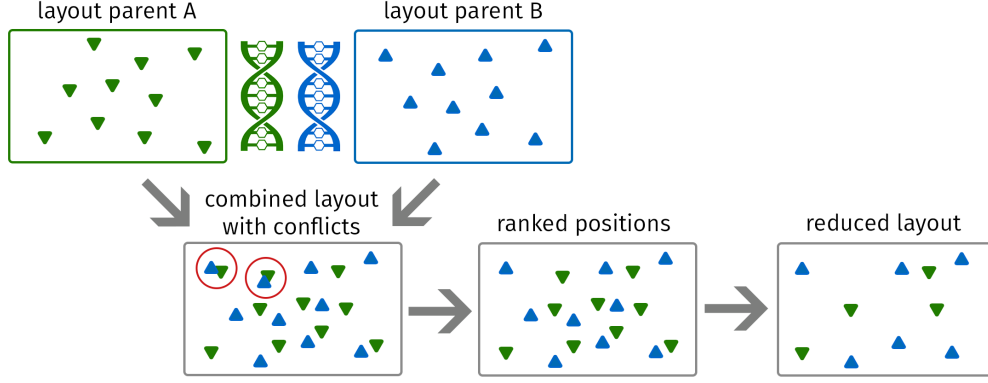 layout parent A
layout parent B
combined layout
with conflicts
ranked positions
reduced layout